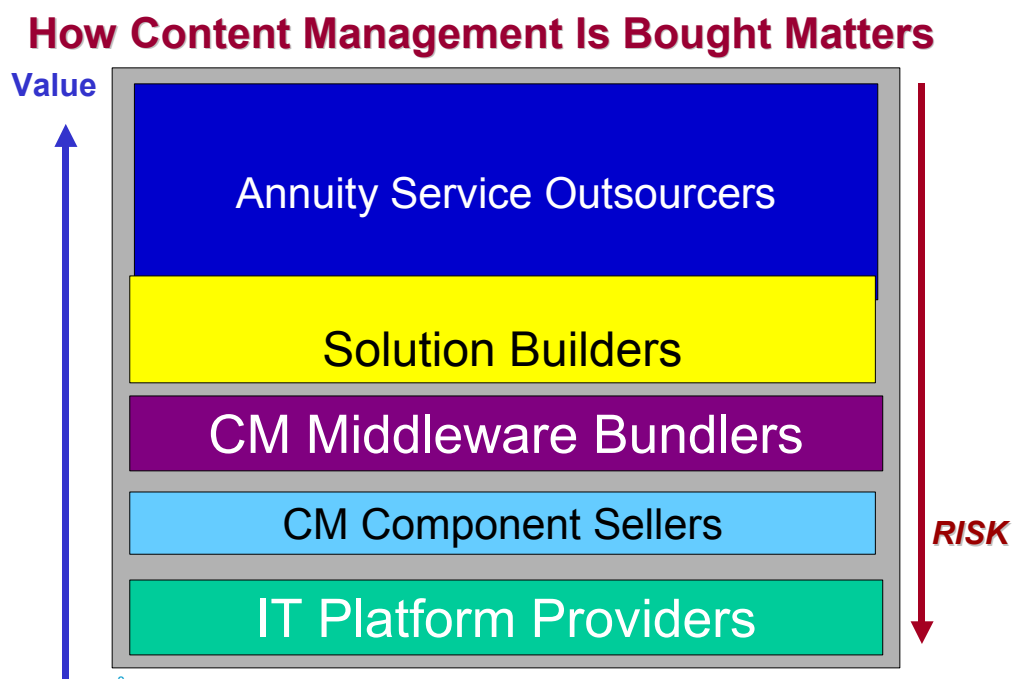 How Content Management Is Bought Matters
Value
Annuity Service Outsourcers
Solution Builders
CM Middleware Bundlers
CM Component Sellers
RISK
IT Platform Providers